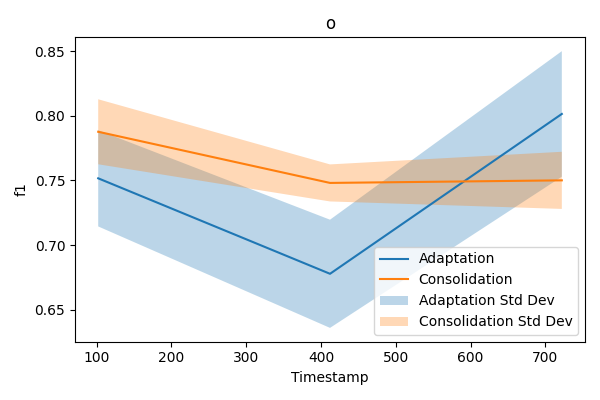 o
f1
0.85
0.80
0.75
0.70
0.65
100 200 300 400 500 600 700
Timestamp
Adaptation
Consolidation
Adaptation Std Dev
Consolidation Std Dev